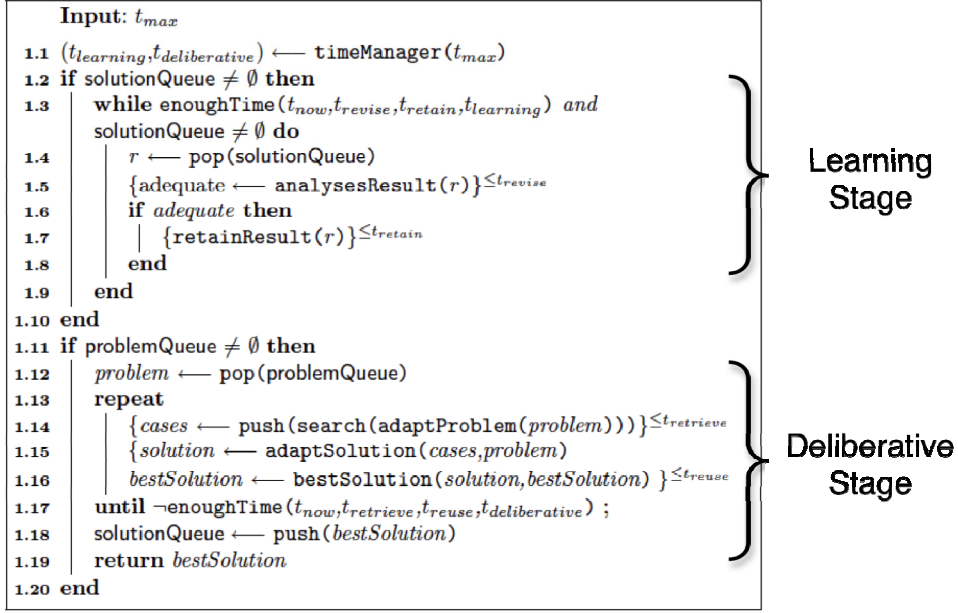 Input: t_max
1.1 (t_learning,t_deliberative) ⟵ timeManager(t_max)
1.2 if solutionQueue ≠ ∅ then
1.3 while enoughTime(t_now,t_revise,t_retain,t_learning) and
solutionQueue ≠ ∅ do
1.4 r ⟵ pop(solutionQueue)
1.5 {adequate ⟵ analysesResult(r)}^≤t_revise
1.6 if adequate then
1.7 {retainResult(r)}^≤t_retain
1.8 end
1.9 end
1.10 end
Learning
Stage
1.11 if problemQueue ≠ ∅ then
1.12 problem ⟵ pop(problemQueue)
1.13 repeat
1.14 {cases ⟵ push(search(adaptProblem(problem)))}^≤t_retrieve
1.15 {solution ⟵ adaptSolution(cases,problem)
1.16 bestSolution ⟵ bestSolution(solution,bestSolution) }^≤t_reuse
1.17 until ¬enoughTime(t_now,t_retrieve,t_reuse,t_deliberative) ;
1.18 solutionQueue ⟵ push(bestSolution)
1.19 return bestSolution
1.20 end
Deliberative
Stage